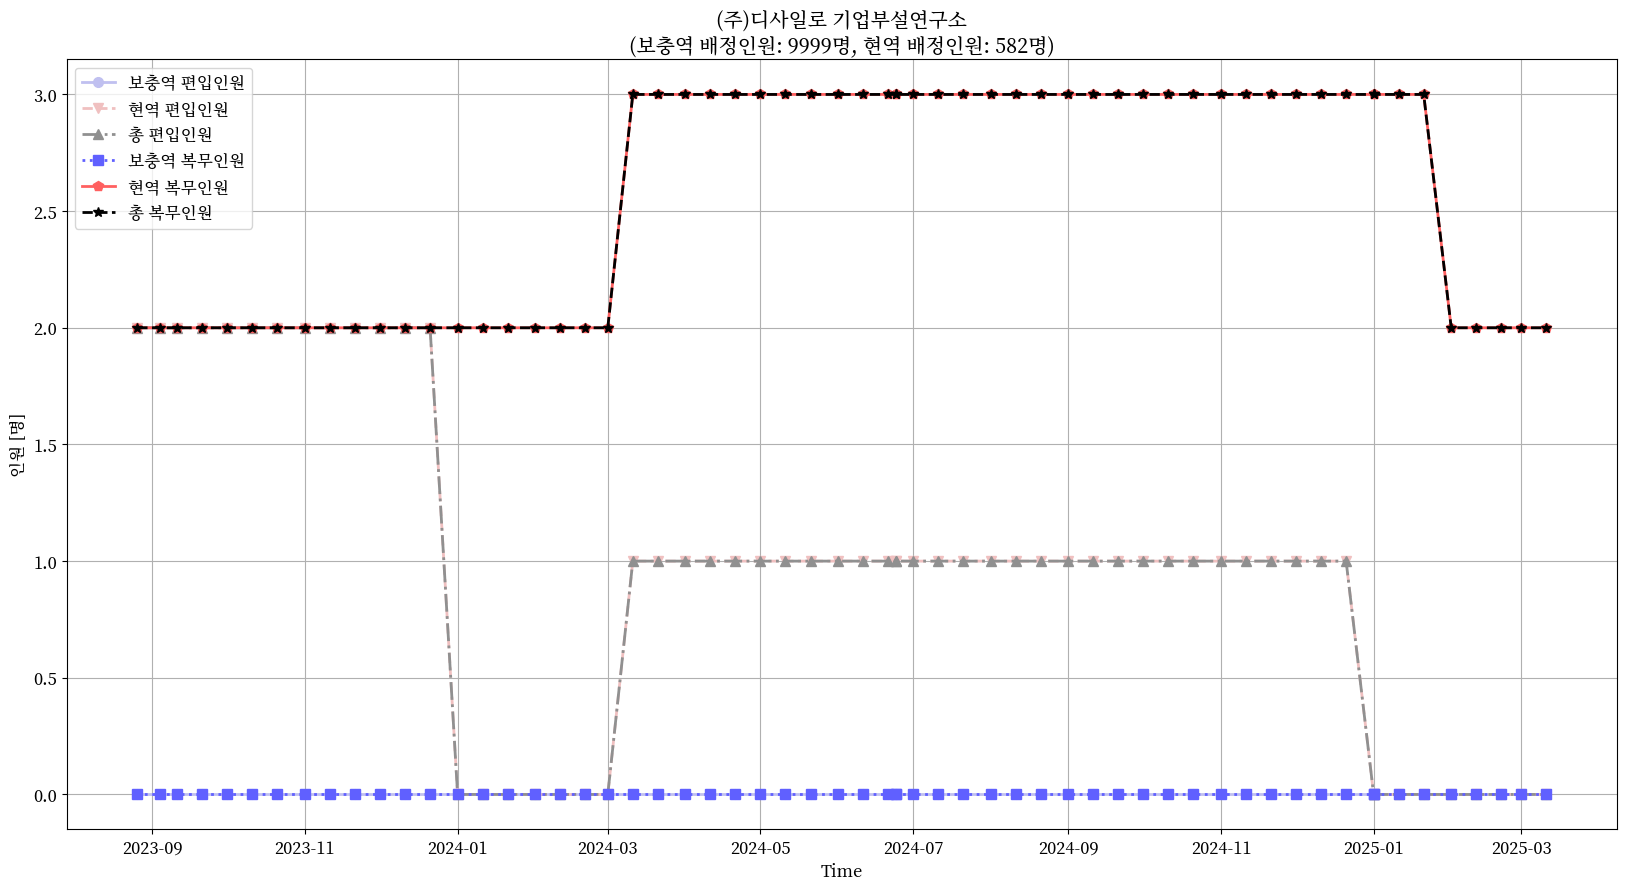 (주)디사일로 기업부설연구소
(보충역 배정인원: 9999명, 현역 배정인원: 582명)
보충역 편입인원
현역 편입인원
총 편입인원
보충역 복무인원
현역 복무인원
총 복무인원
3.0
2.5
2.0
1.5
1.0
0.5
0.0
인원 [명]
2023-09 2023-11 2024-01 2024-03 2024-05 2024-07 2024-09 2024-11 2025-01 2025-03
Time